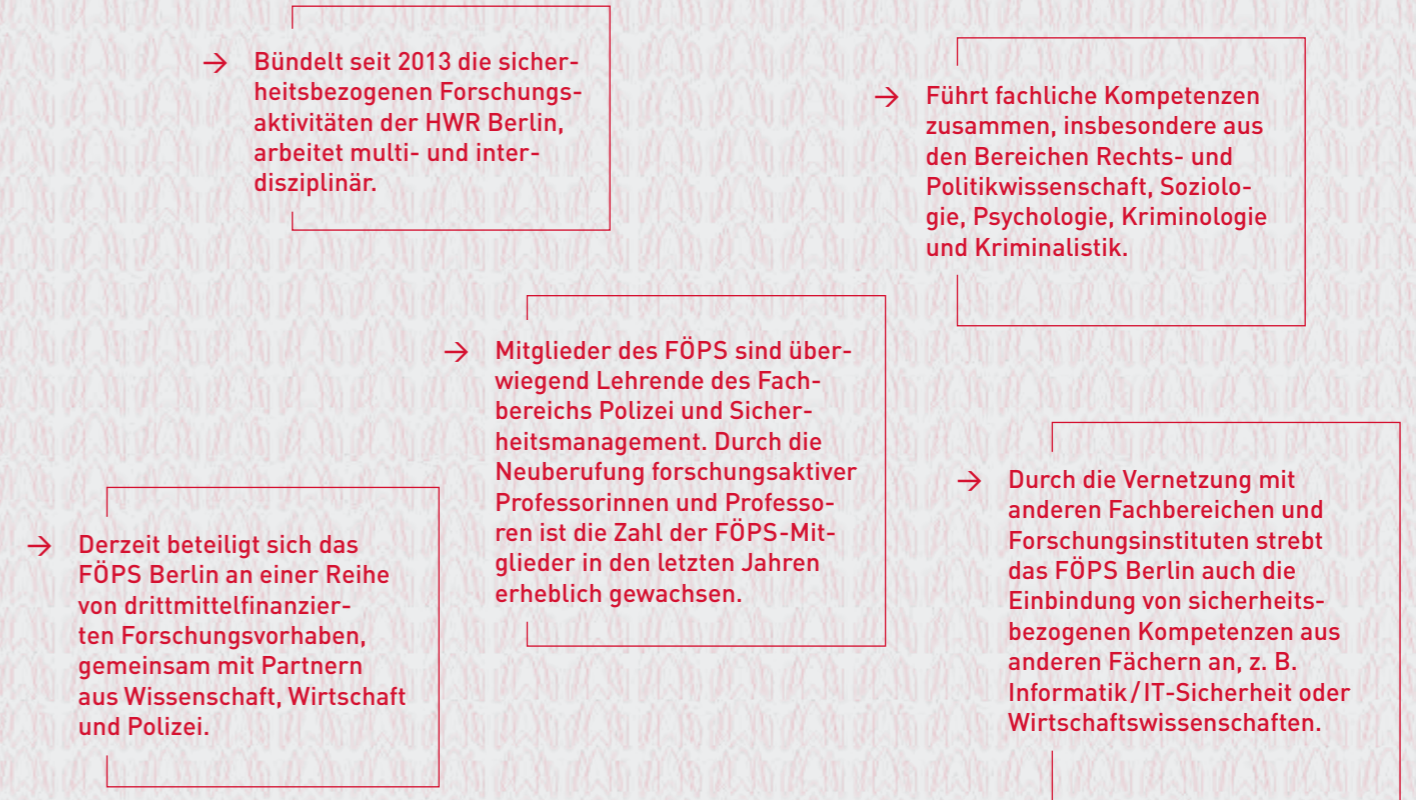 → Bündelt seit 2013 die sicher-
heitsbezogenen Forschungs-
aktivitäten der HWR Berlin,
arbeitet multi- und inter-
disziplinär.
→ Führt fachliche Kompetenzen
zusammen, insbesondere aus
den Bereichen Rechts- und
Politikwissenschaft, Soziolo-
gie, Psychologie, Kriminologie
und Kriminalistik.
→ Mitglieder des FÖPS sind über-
wiegend Lehrende des Fach-
bereichs Polizei und Sicher-
heitsmanagement. Durch die
Neuberufung forschungsaktiver
Professorinnen und Professo-
ren ist die Zahl der FÖPS-Mit-
glieder in den letzten Jahren
erheblich gewachsen.
→ Derzeit beteiligt sich das
FÖPS Berlin an einer Reihe
von drittmittelfinanzier-
ten Forschungsvorhaben,
gemeinsam mit Partnern
aus Wissenschaft, Wirtschaft
und Polizei.
→ Durch die Vernetzung mit
anderen Fachbereichen und
Forschungsinstituten strebt
das FÖPS Berlin auch die
Einbindung von sicherheits-
bezogenen Kompetenzen aus
anderen Fächern an, z. B.
Informatik/IT-Sicherheit oder
Wirtschaftswissenschaften.